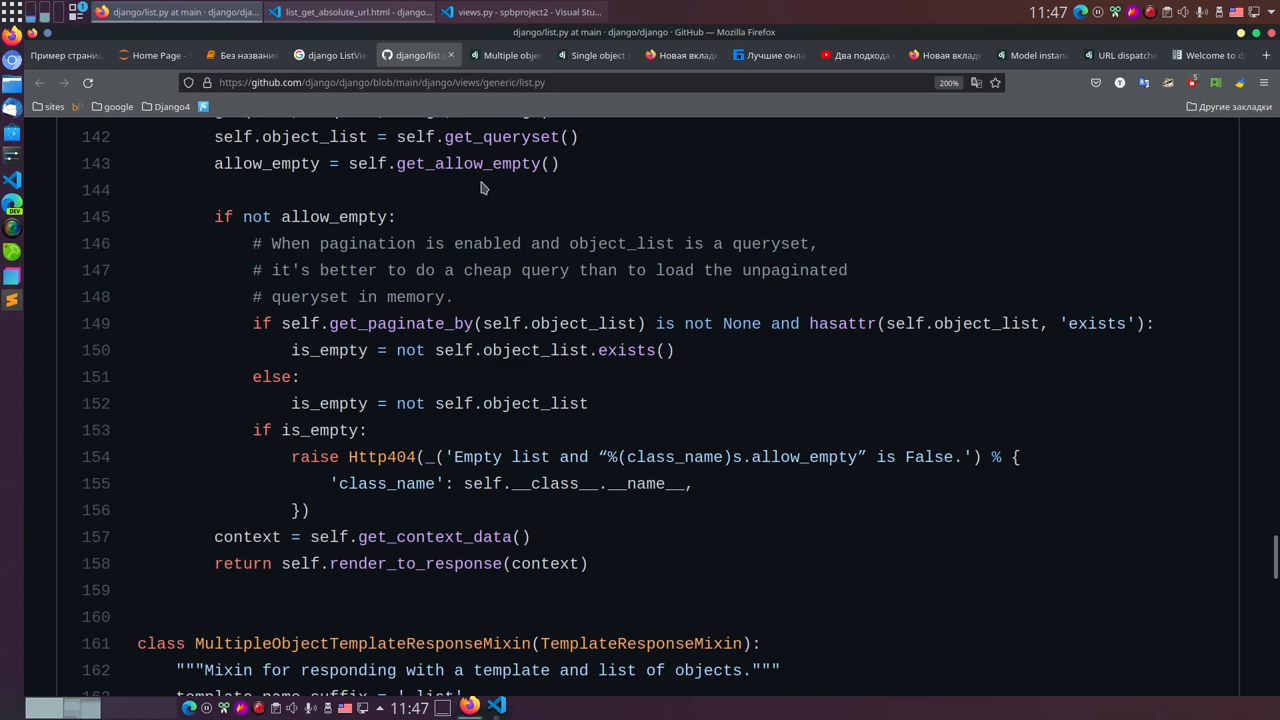 django/list.py at main · django/da...
list_get_absolute_url.html - django...
views.py - spbproject2 - Visual Stu...
11:47
django/list.py at main · django/django · GitHub — Mozilla Firefox
Пример страниц
Home Page -
Без названи
django ListVie
django/list.
Multiple objec
Single object
Новая вклад
Лучшие онл
Два подхода
Новая вклад
Model instanc
URL dispatche
Welcome to dj
https://github.com/django/django/blob/main/django/views/generic/list.py
200%
5
sites
google
Django4
Другие закладки
142 self.object_list = self.get_queryset()
143 allow_empty = self.get_allow_empty()
144
145 if not allow_empty:
146 # When pagination is enabled and object_list is a queryset,
147 # it's better to do a cheap query than to load the unpaginated
148 # queryset in memory.
149 if self.get_paginate_by(self.object_list) is not None and hasattr(self.object_list, 'exists'):
150 is_empty = not self.object_list.exists()
151 else:
152 is_empty = not self.object_list
153 if is_empty:
154 raise Http404(_('Empty list and “%(class_name)s.allow_empty” is False.') % {
155 'class_name': self.__class__.__name__,
156 })
157 context = self.get_context_data()
158 return self.render_to_response(context)
159
160
161 class MultipleObjectTemplateResponseMixin(TemplateResponseMixin):
162 """Mixin for responding with a template and list of objects."""
163 template_name_suffix = '_list'
11:47